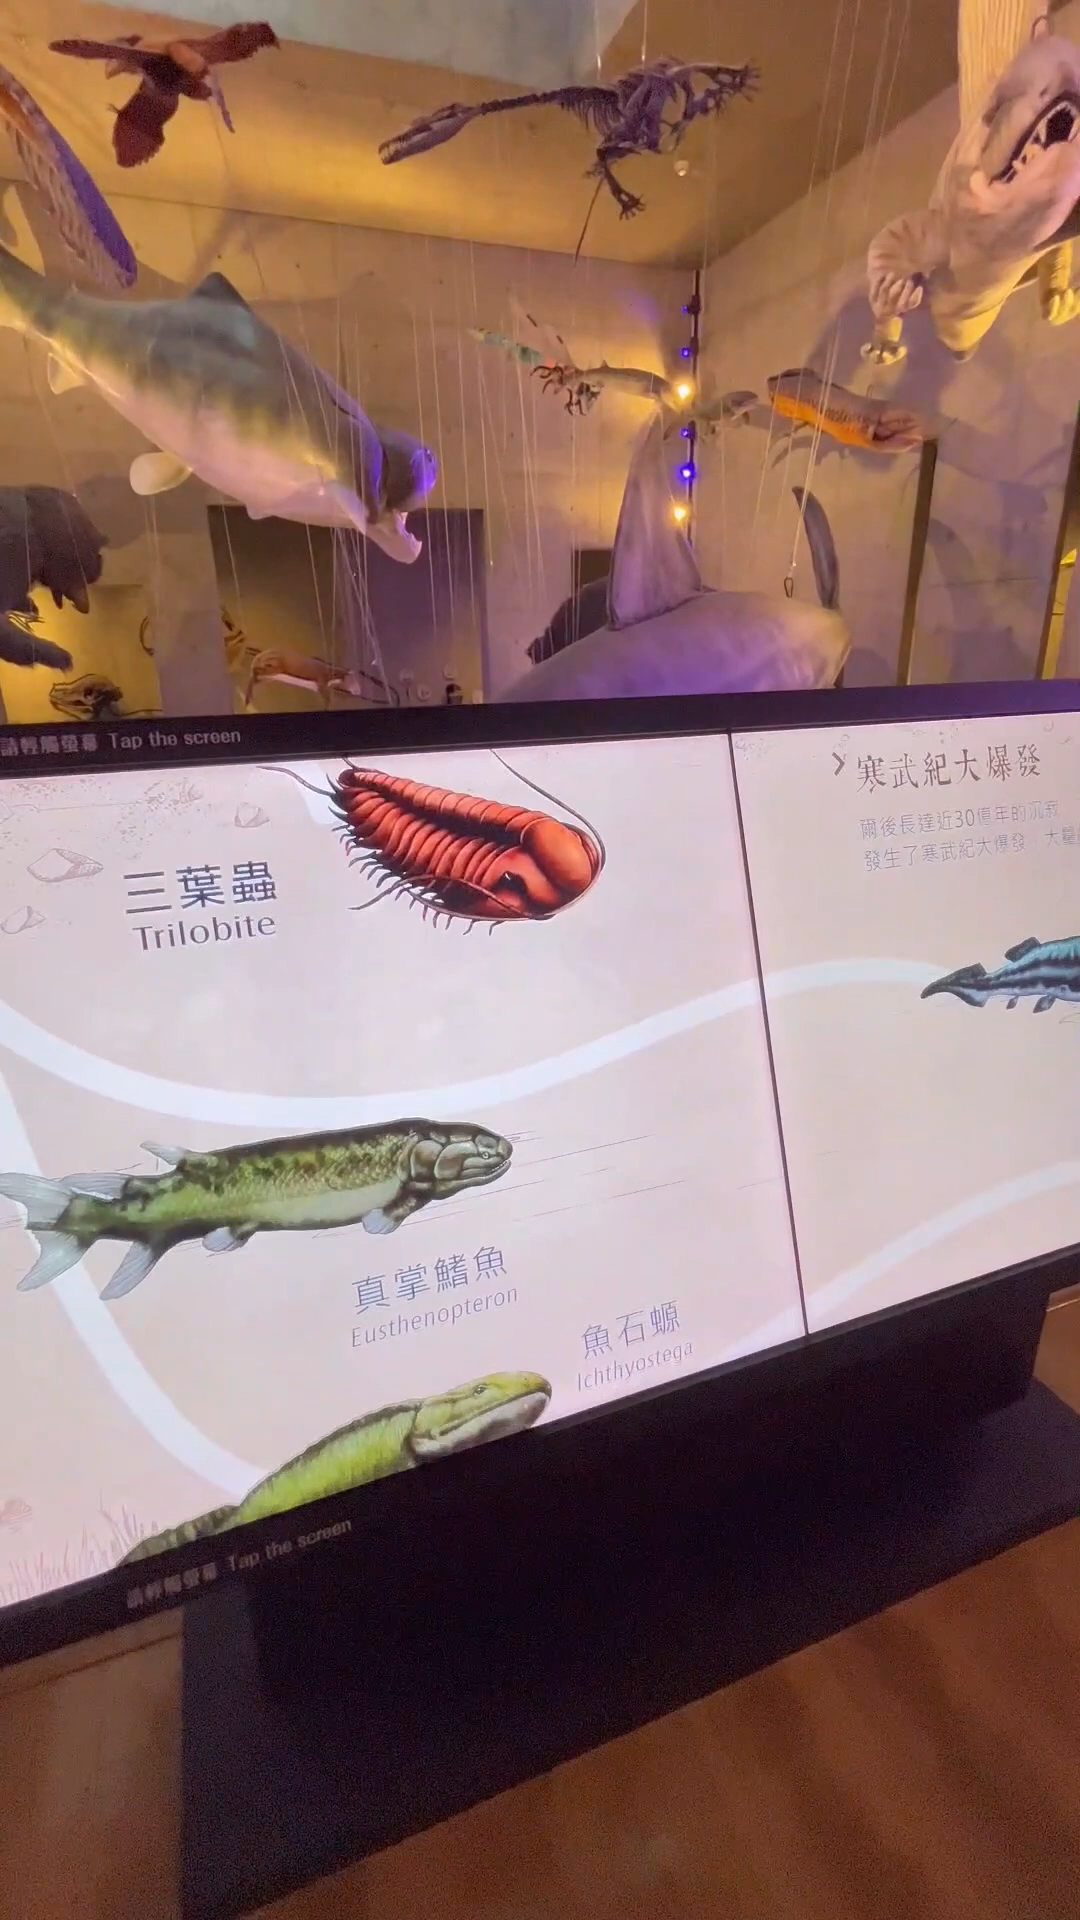 請輕觸螢幕 Tap the screen
三葉蟲
Trilobite
寒武紀大爆發
爾後長達近30億年的沉寂
發生了寒武紀大爆發 大量
真掌鰭魚
Eusthenopteron
魚石螈
Ichthyostega
請輕觸螢幕 Tap the screen